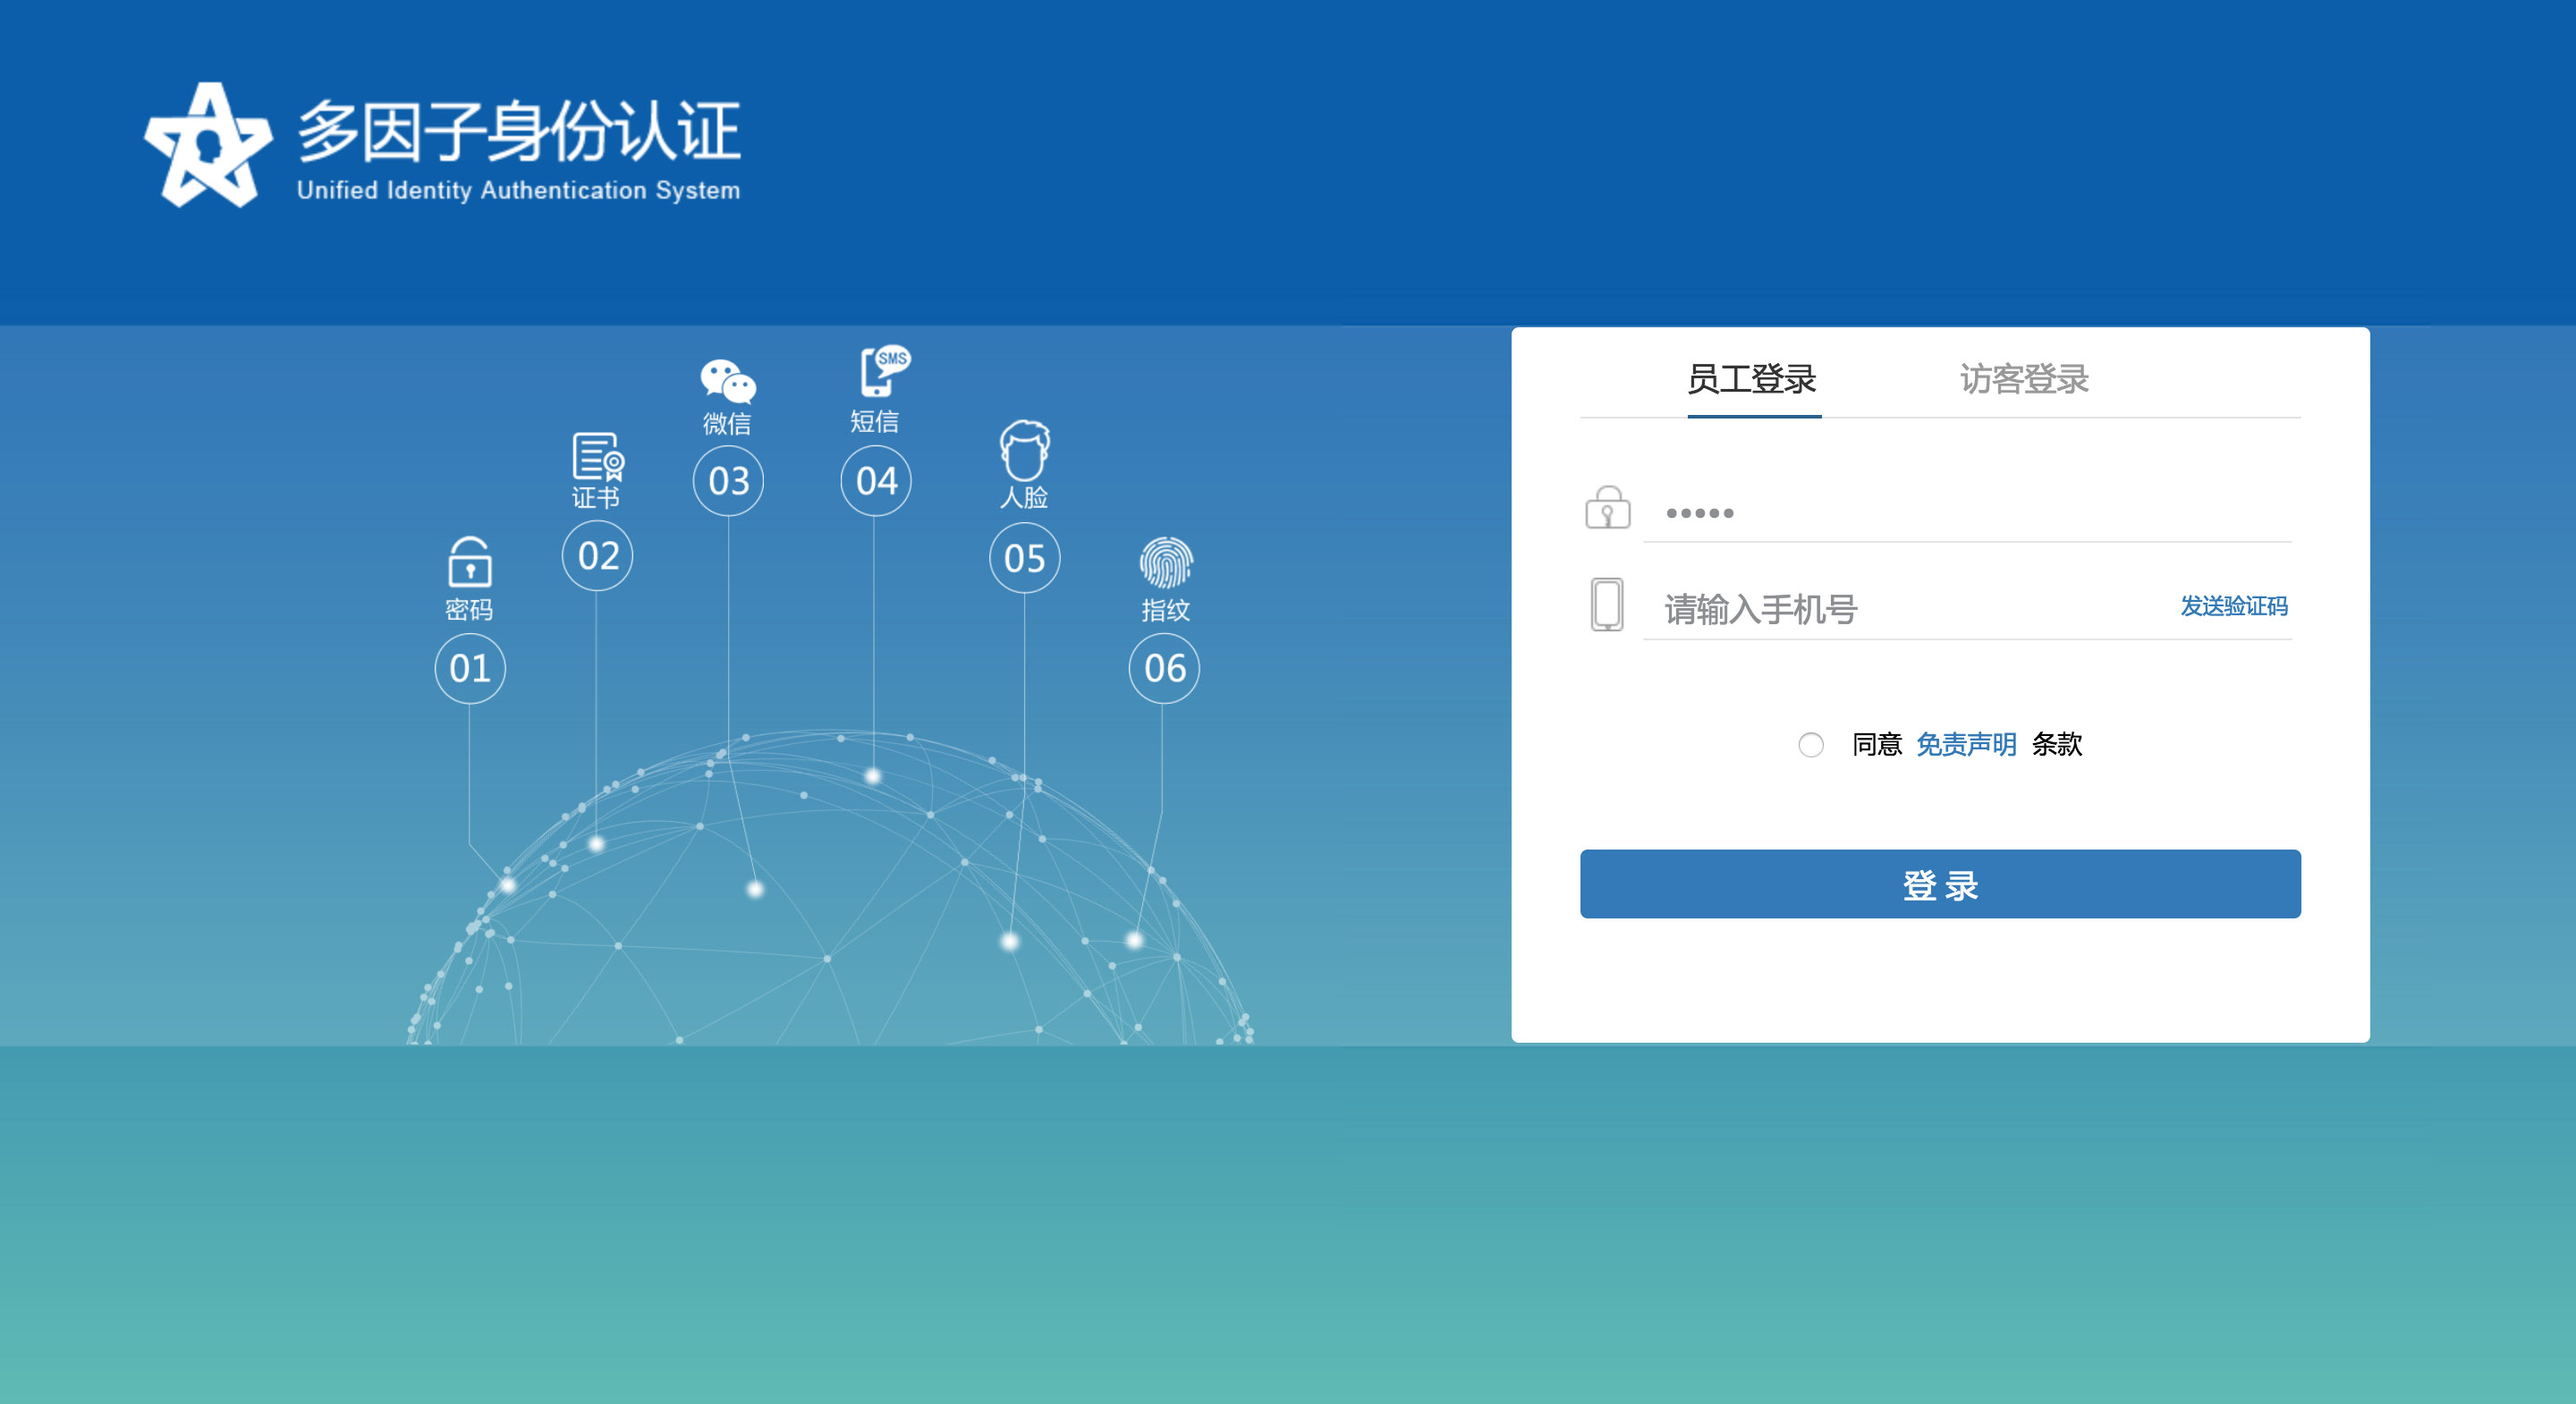 多因子身份认证
Unified Identity Authentication System
员工登录 访客登录
•••••
请输入手机号 发送验证码
同意 免责声明 条款
登 录
密码
01
证书
02
微信
03
SMS
短信
04
人脸
05
指纹
06